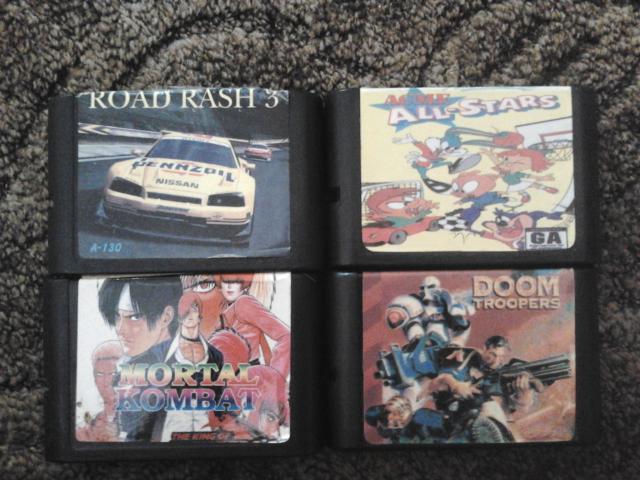 ROAD RASH 3
PENNZOIL
NISSAN
A-130
ACME
ALL-STARS
GA
MORTAL
KOMBAT
THE KING OF
DOOM
TROOPERS